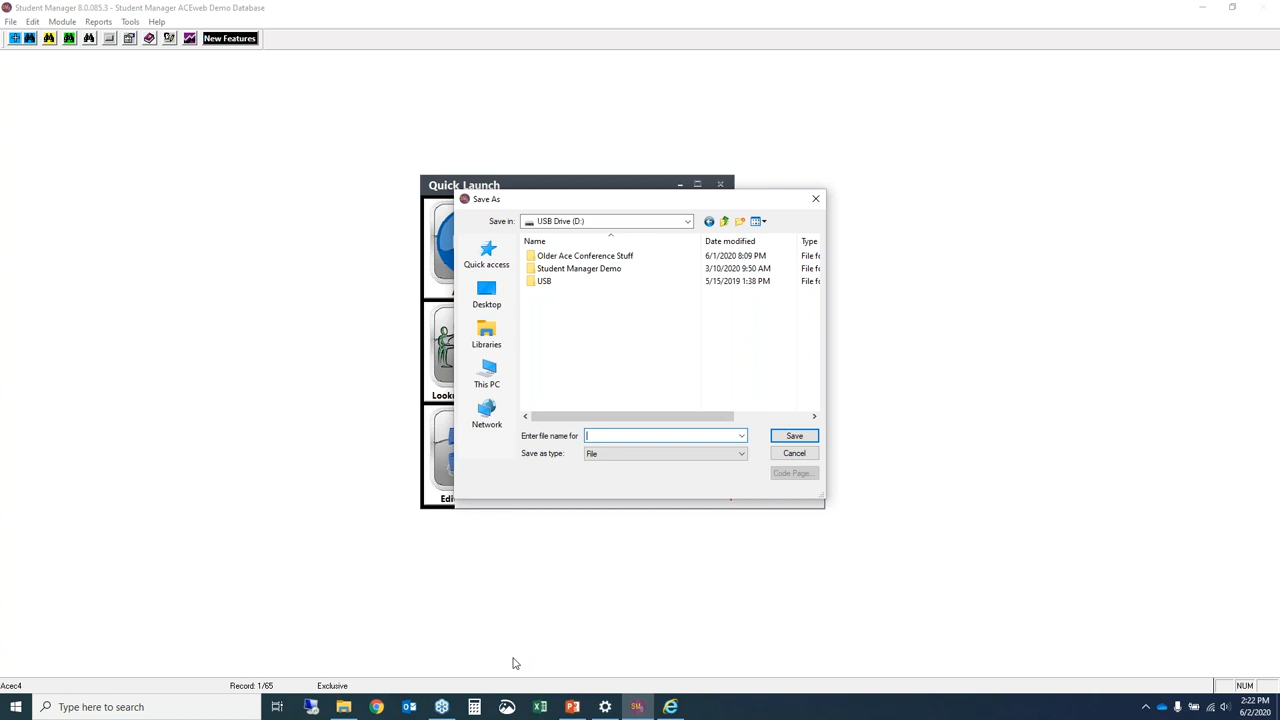 Student Manager 8.0.085.3 - Student Manager ACEweb Demo Database
File Edit Module Reports Tools Help
New Features
Quick Launch
Save As
Save in: USB Drive (D:)
Name Date modified Type
Older Ace Conference Stuff 6/1/2020 8:09 PM File fo
Student Manager Demo 3/10/2020 9:50 AM File fo
USB 5/15/2019 1:38 PM File fo
Quick access
Desktop
Libraries
This PC
Network
Look
Edi
Enter file name for
Save
Save as type: File
Cancel
Code Page...
Acec4 Record: 1/65 Exclusive NUM
Type here to search
2:22 PM
6/2/2020